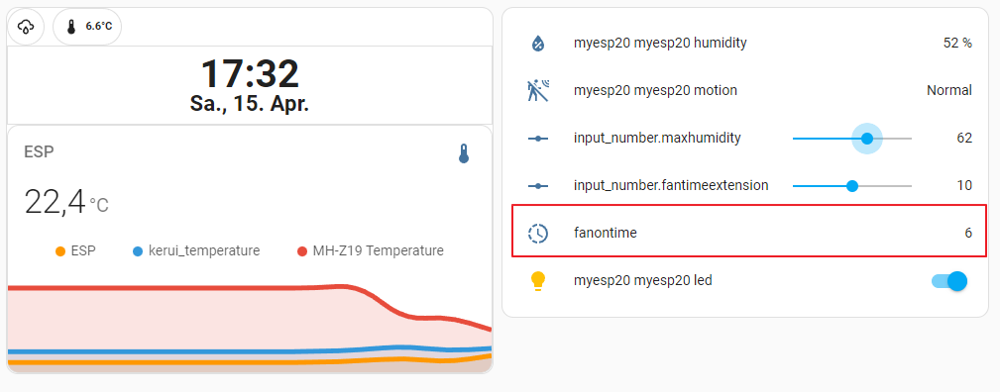 6.6°C
17:32
Sa., 15. Apr.
ESP
22,4 °C
ESP kerui_temperature MH-Z19 Temperature
myesp20 myesp20 humidity 52 %
myesp20 myesp20 motion Normal
input_number.maxhumidity 62
input_number.fantimeextension 10
fanontime 6
myesp20 myesp20 led